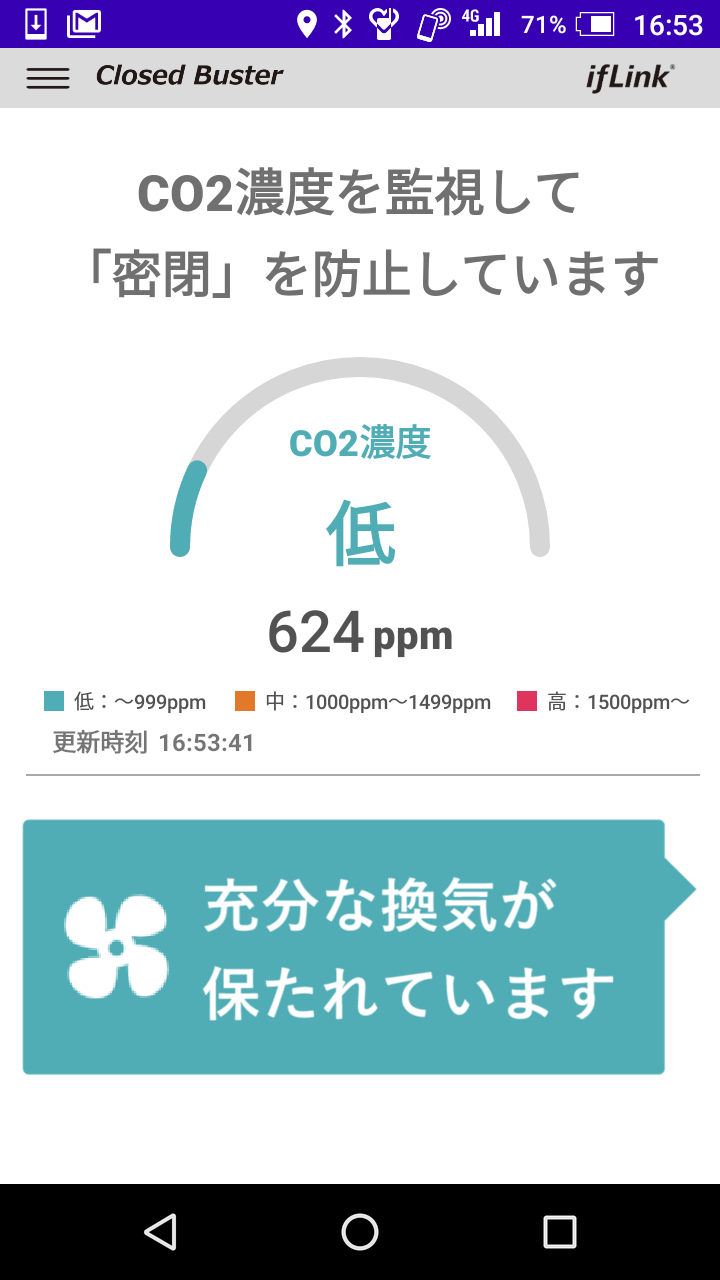 4G 71% 16:53
Closed Buster
ifLink®
CO2濃度を監視して
「密閉」を防止しています
CO2濃度
低
624 ppm
低：～999ppm 中：1000ppm～1499ppm 高：1500ppm～
更新時刻 16:53:41
充分な換気が
保たれています